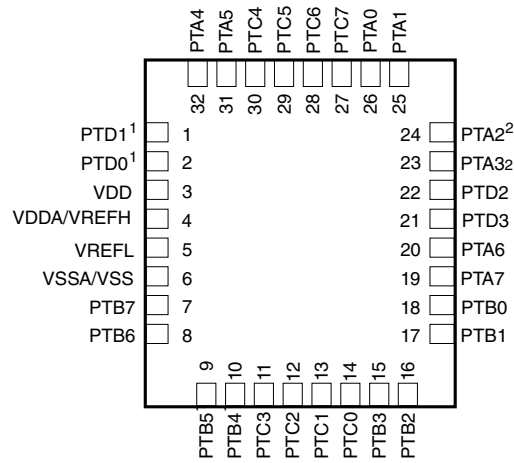 PTA4 PTA5 PTC4 PTC5 PTC6 PTC7 PTA0 PTA1
32 31 30 29 28 27 26 25
PTD1¹ 1 24 PTA2²
PTD0¹ 2 23 PTA32
VDD 3 22 PTD2
VDDA/VREFH 4 21 PTD3
VREFL 5 20 PTA6
VSSA/VSS 6 19 PTA7
PTB7 7 18 PTB0
PTB6 8 17 PTB1
9 10 11 12 13 14 15 16
PTB5 PTB4 PTC3 PTC2 PTC1 PTC0 PTB3 PTB2